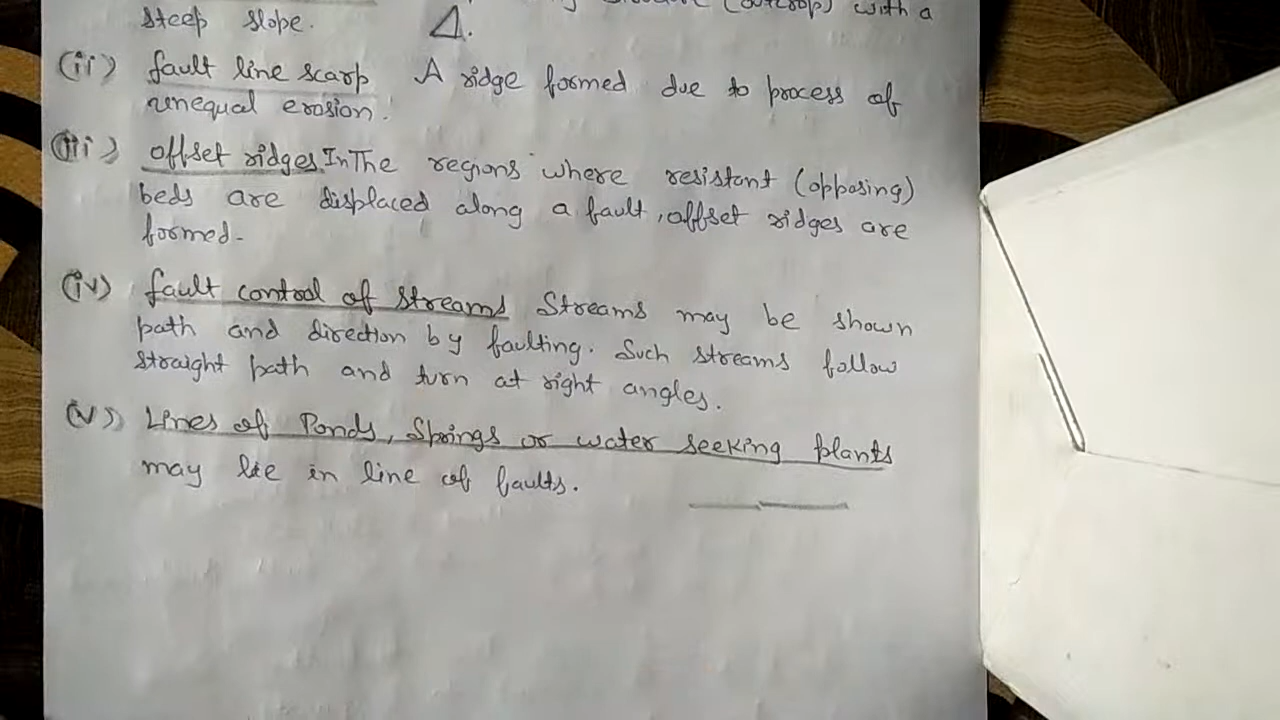 (outcrop) with a
steep slope.
(ii) fault line scarp A ridge formed due to process of
unequal erosion.
(iii) offset ridges In The regions where resistant (opposing)
beds are displaced along a fault, offset ridges are
formed-
(iv) fault control of streams Streams may be shown
path and direction by faulting. Such streams follow
straight path and turn at right angles.
(v) Lines of Ponds, Springs or water seeking plants
may lie in line of faults.